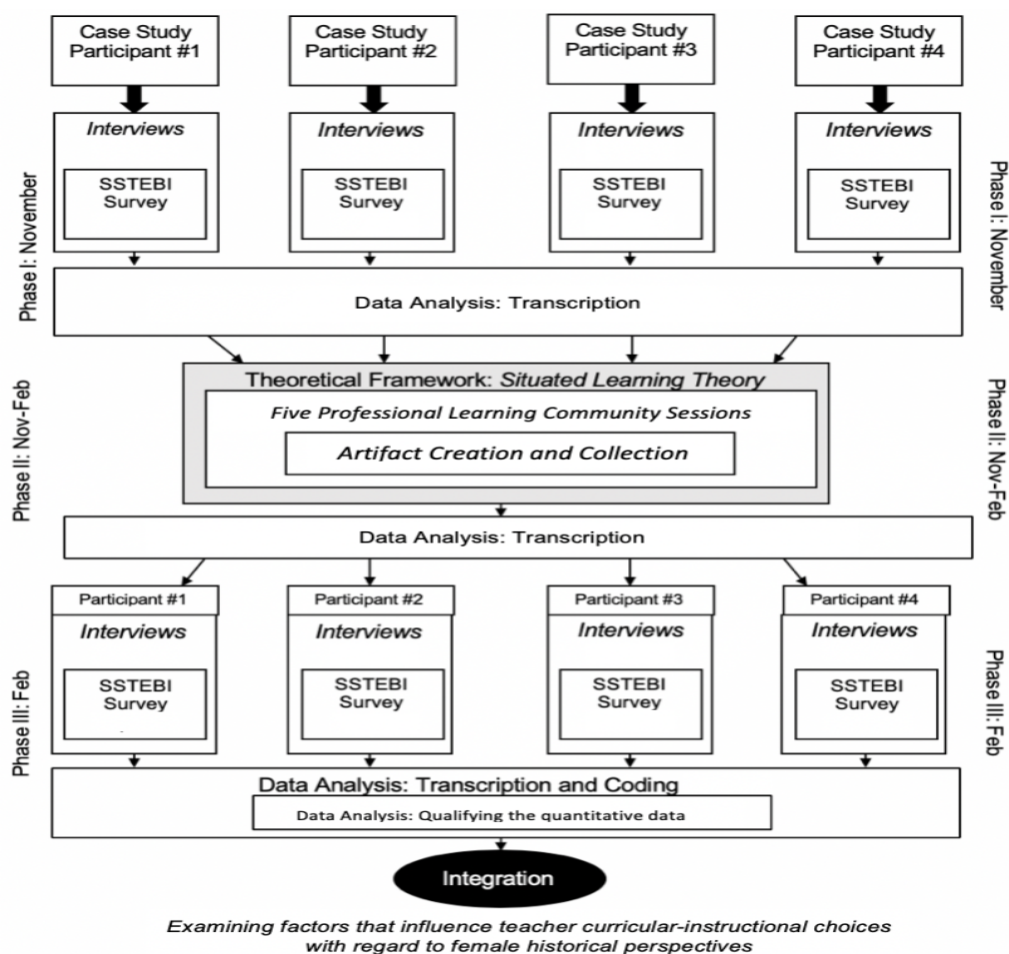 Case Study
Participant #1
Case Study
Participant #2
Case Study
Participant #3
Case Study
Participant #4
Phase I: November
Interviews
SSTEBI
Survey
Interviews
SSTEBI
Survey
Interviews
SSTEBI
Survey
Interviews
SSTEBI
Survey
Phase I: November
Data Analysis: Transcription
Phase II: Nov-Feb
Theoretical Framework: Situated Learning Theory
Five Professional Learning Community Sessions
Artifact Creation and Collection
Phase II: Nov-Feb
Data Analysis: Transcription
Participant #1
Participant #2
Participant #3
Participant #4
Phase III: Feb
Interviews
SSTEBI
Survey
Interviews
SSTEBI
Survey
Interviews
SSTEBI
Survey
Interviews
SSTEBI
Survey
Phase III: Feb
Data Analysis: Transcription and Coding
Data Analysis: Qualifying the quantitative data
Integration
Examining factors that influence teacher curricular-instructional choices
with regard to female historical perspectives